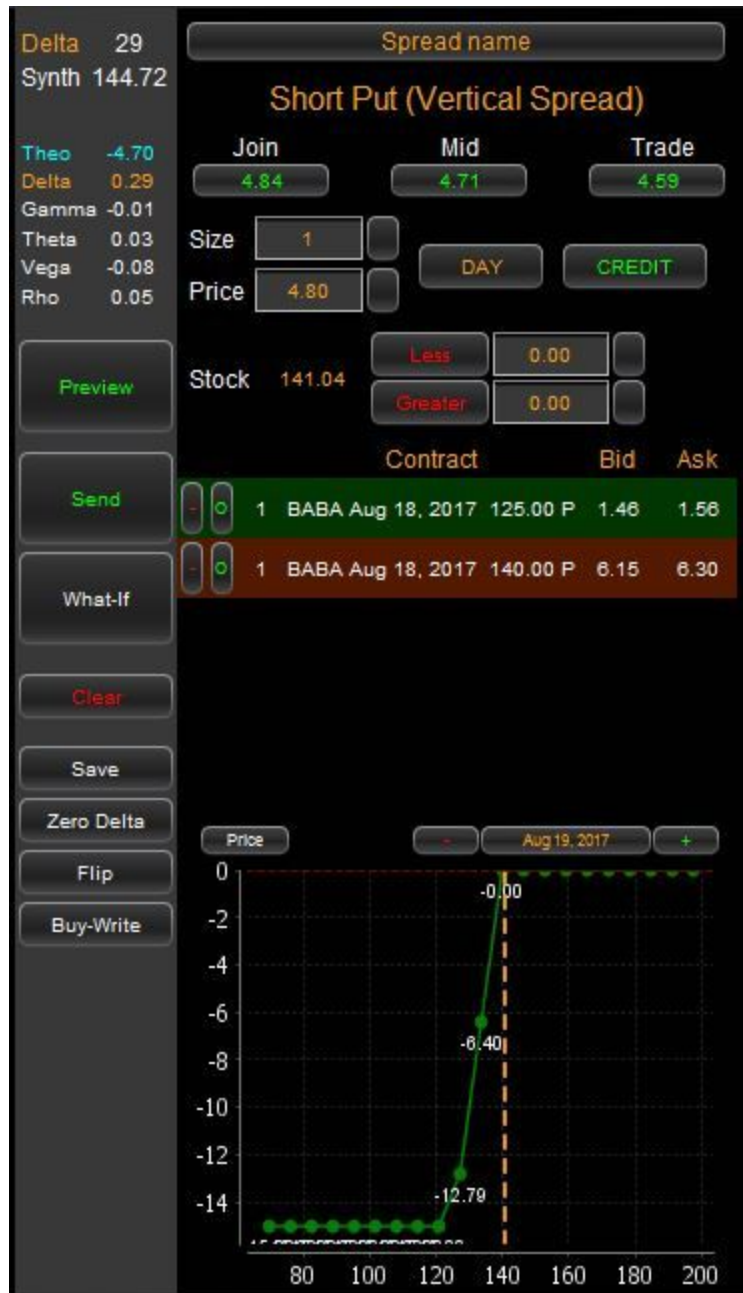 Delta 29
Synth 144.72
Theo -4.70
Delta 0.29
Gamma -0.01
Theta 0.03
Vega -0.08
Rho 0.05
Preview
Send
What-If
Clear
Save
Zero Delta
Flip
Buy-Write
Spread name
Short Put (Vertical Spread)
Join Mid Trade
4.84 4.71 4.59
Size 1
DAY CREDIT
Price 4.80
Less 0.00
Stock 141.04
Greater 0.00
Contract Bid Ask
- O 1 BABA Aug 18, 2017 125.00 P 1.46 1.56
- O 1 BABA Aug 18, 2017 140.00 P 6.15 6.30
Price - Aug 19, 2017 +
0
-0.00
-2
-4
-6
-6.40
-8
-10
-12
-12.79
-14
80 100 120 140 160 180 200